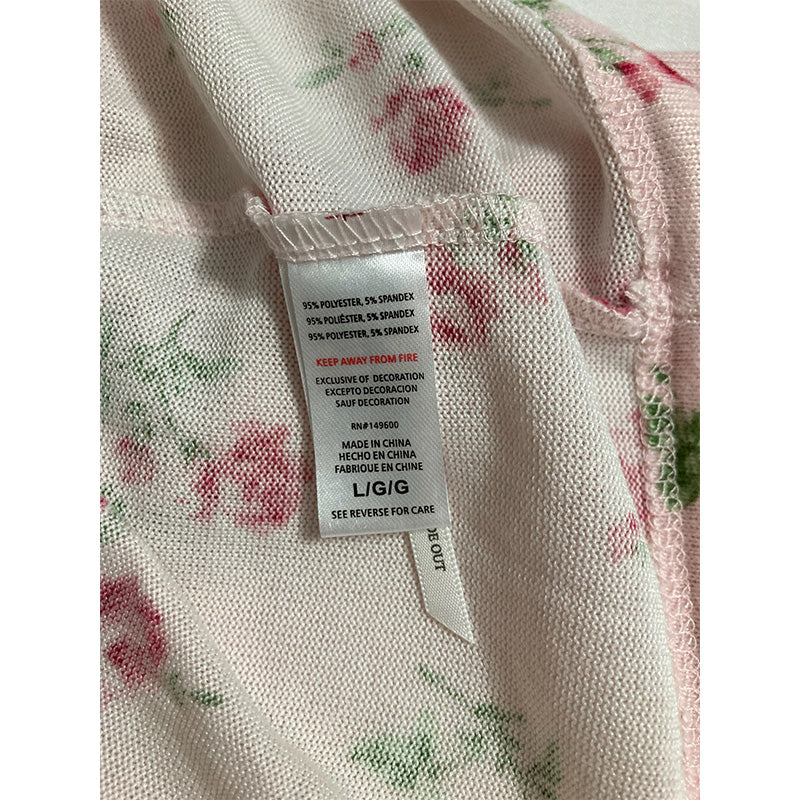 95% POLYESTER, 5% SPANDEX
95% POLIÉSTER, 5% SPANDEX
95% POLYESTER, 5% SPANDEX
KEEP AWAY FROM FIRE
EXCLUSIVE OF DECORATION
EXCEPTO DECORACION
SAUF DECORATION
RN#149600
MADE IN CHINA
HECHO EN CHINA
FABRIQUE EN CHINE
L/G/G
SEE REVERSE FOR CARE
OUT